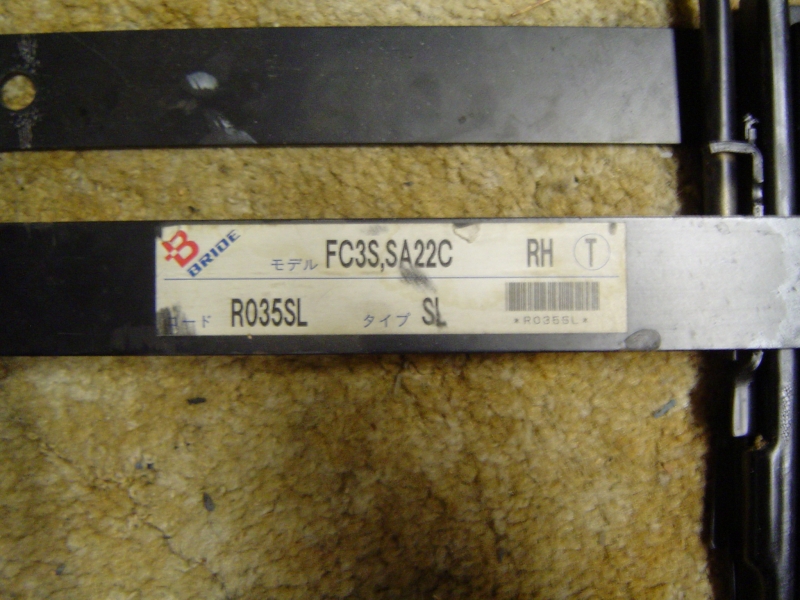 BRIDE
モデル FC3S,SA22C RH T
コード R035SL タイプ SL
*R035SL*